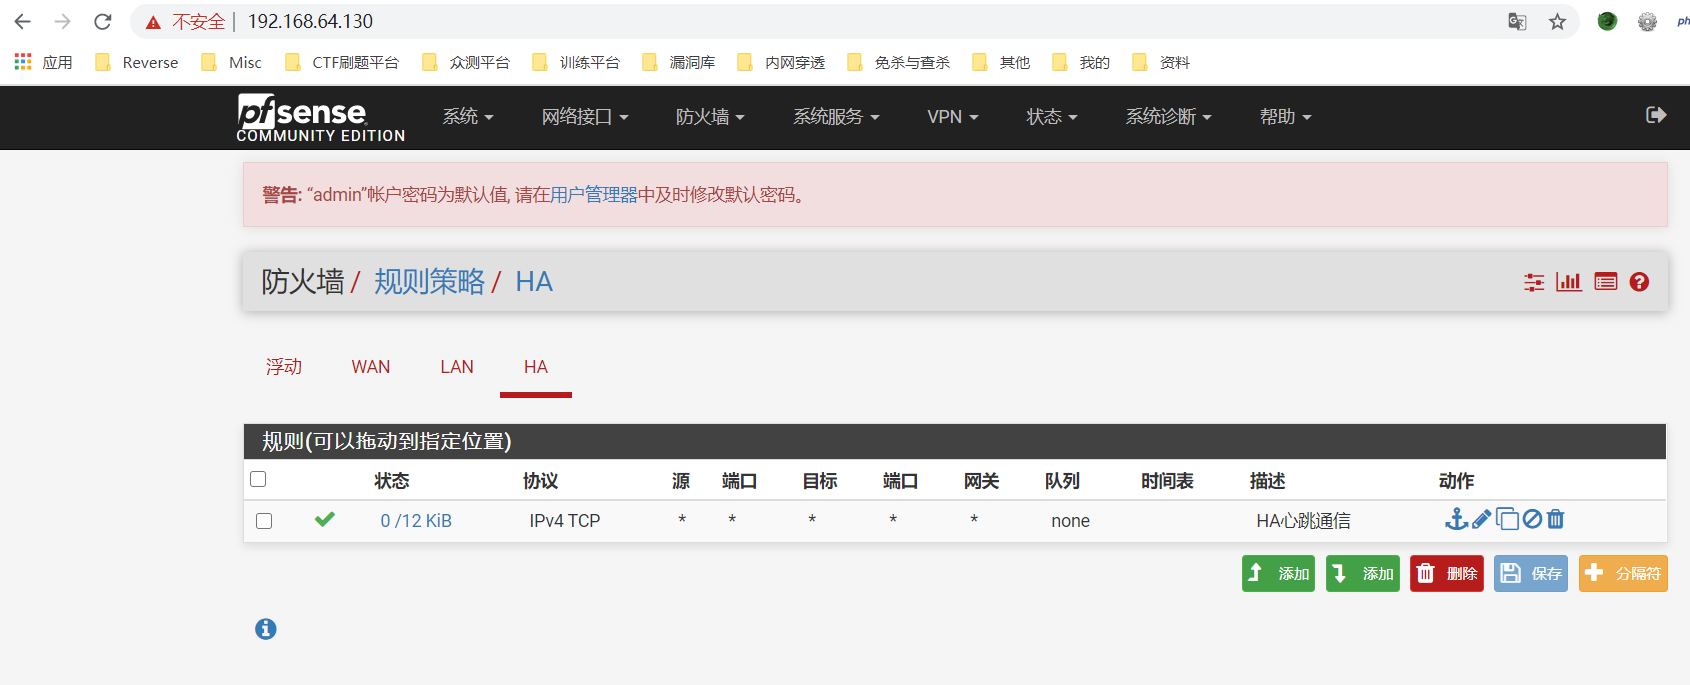 不安全 192.168.64.130
ph
应用 Reverse Misc CTF刷题平台 众测平台 训练平台 漏洞库 内网穿透 免杀与查杀 其他 我的 资料
pfsense
COMMUNITY EDITION
系统 网络接口 防火墙 系统服务 VPN 状态 系统诊断 帮助
警告: “admin”帐户密码为默认值, 请在用户管理器中及时修改默认密码。
防火墙 / 规则策略 / HA
浮动 WAN LAN HA
规则(可以拖动到指定位置)
状态 协议 源 端口 目标 端口 网关 队列 时间表 描述 动作
0 /12 KiB IPv4 TCP * * * * * none HA心跳通信
添加 添加 删除 保存 分隔符